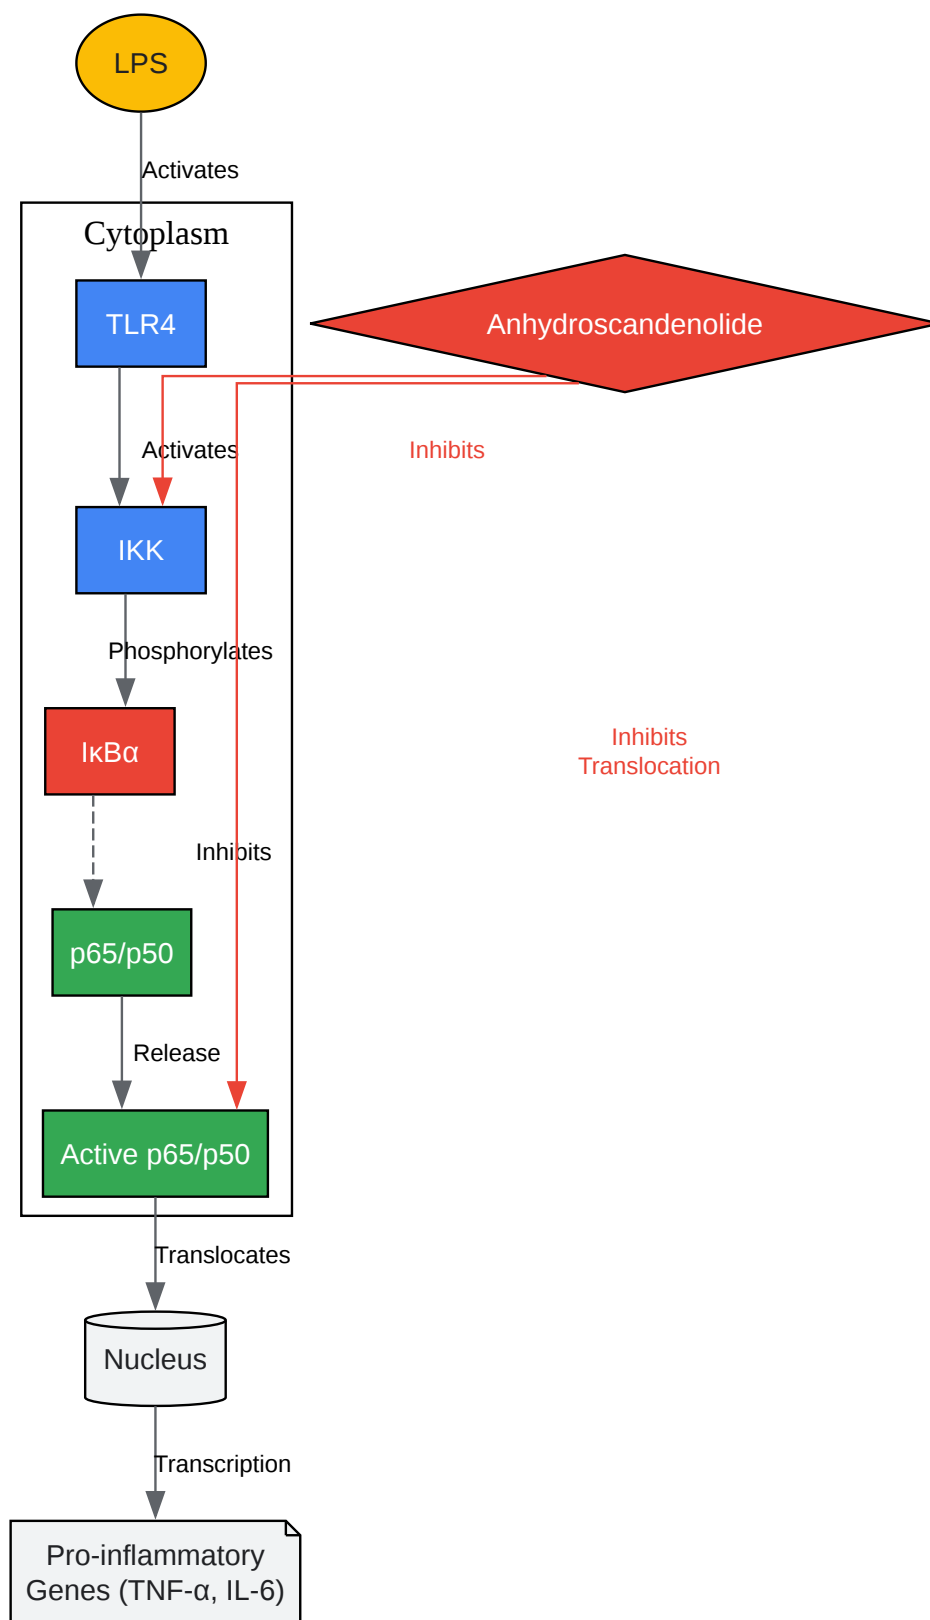 LPS
Activates
Cytoplasm
TLR4
Anhydroscandenolide
Activates
Inhibits
IKK
Phosphorylates
Inhibits
Translocation
IκBα
Inhibits
p65/p50
Release
Active p65/p50
Translocates
Nucleus
Transcription
Pro-inflammatory
Genes (TNF-α, IL-6)